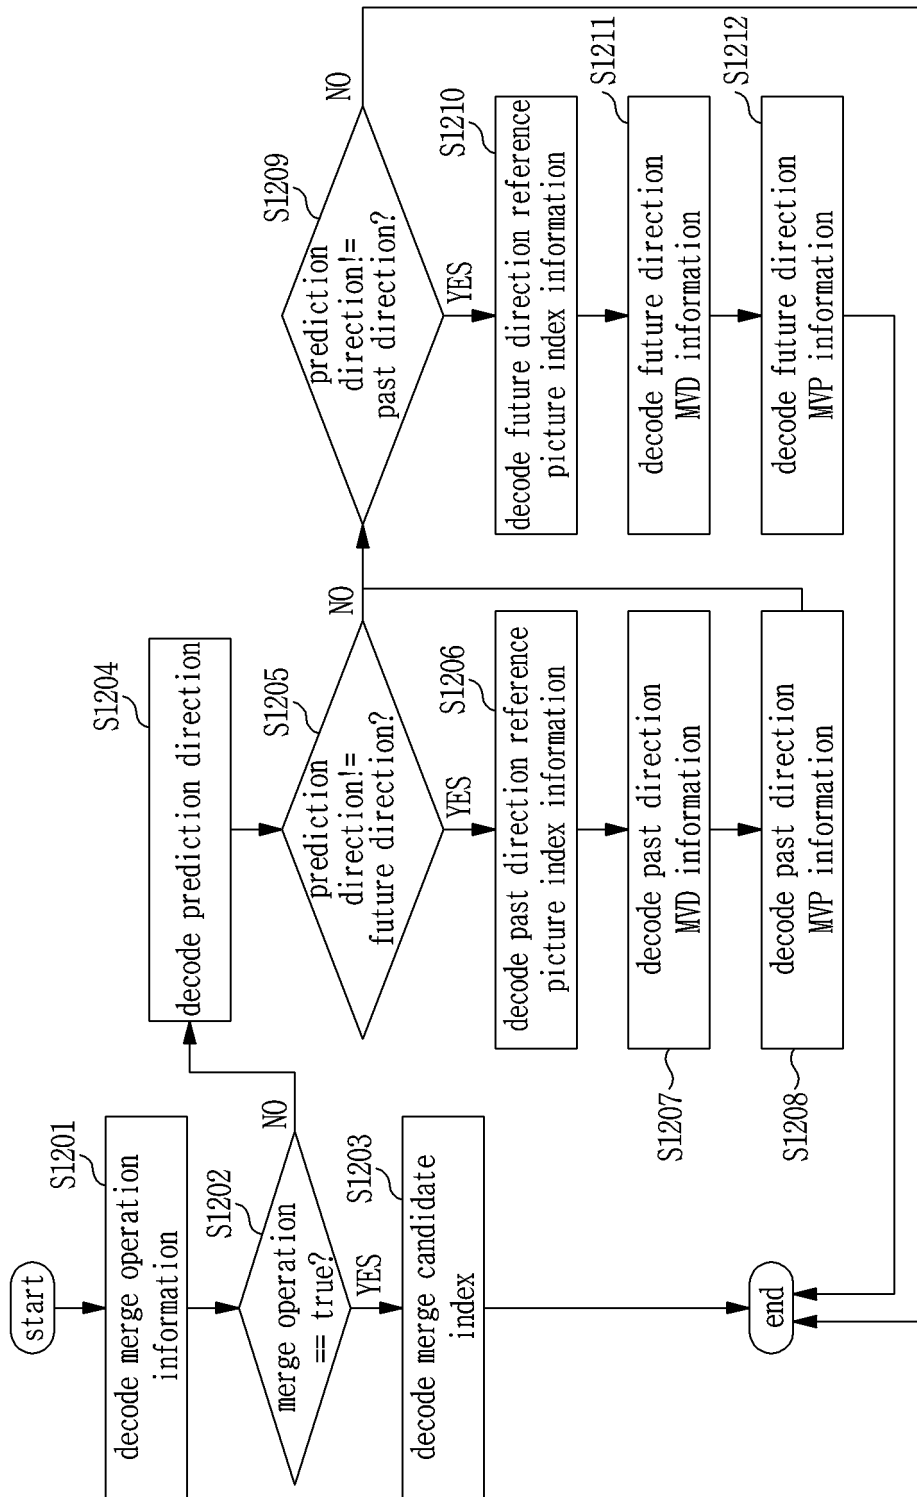 start
S1201
decode merge operation
information
S1202
merge operation
== true?
NO
YES
S1203
decode merge candidate
index
end
S1204
decode prediction direction
S1205
prediction
direction!=
future direction?
NO
YES
S1206
decode past direction reference
picture index information
S1207
decode past direction
MVD information
S1208
decode past direction
MVP information
S1209
prediction
direction!=
past direction?
NO
YES
S1210
decode future direction reference
picture index information
S1211
decode future direction
MVD information
S1212
decode future direction
MVP information